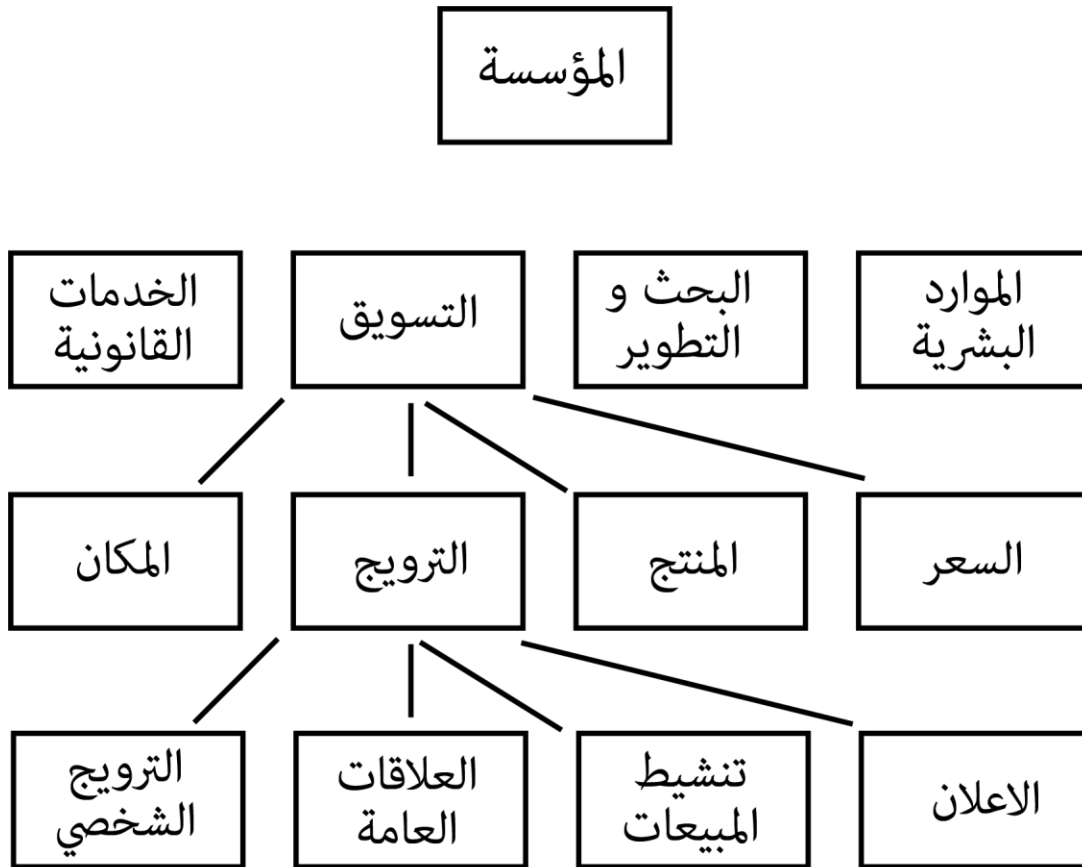 المؤسسة
الموارد
البشرية
البحث و
التطوير
التسويق
الخدمات
القانونية
السعر
المنتج
الترويج
المكان
الاعلان
تنشيط
المبيعات
العلاقات
العامة
الترويج
الشخصي